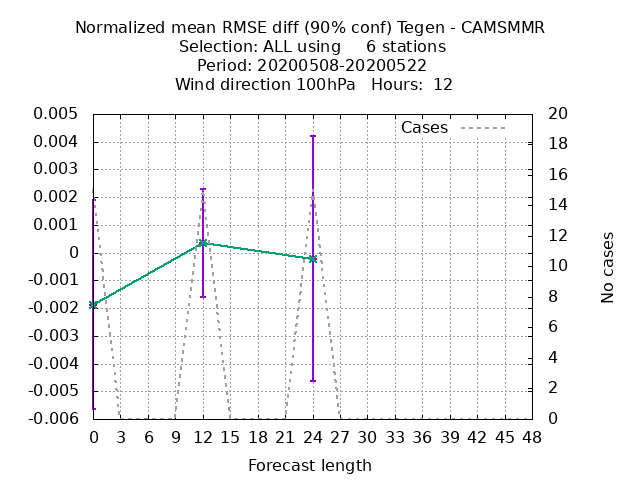 Normalized mean RMSE diff (90% conf) Tegen - CAMSMMR
Selection: ALL using     6 stations
Period: 20200508-20200522
Wind direction 100hPa   Hours:  12
Cases
0.005
0.004
0.003
0.002
0.001
0
-0.001
-0.002
-0.003
-0.004
-0.005
-0.006
20
18
16
14
12
10
8
6
4
2
0
No cases
0 3 6 9 12 15 18 21 24 27 30 33 36 39 42 45 48
Forecast length